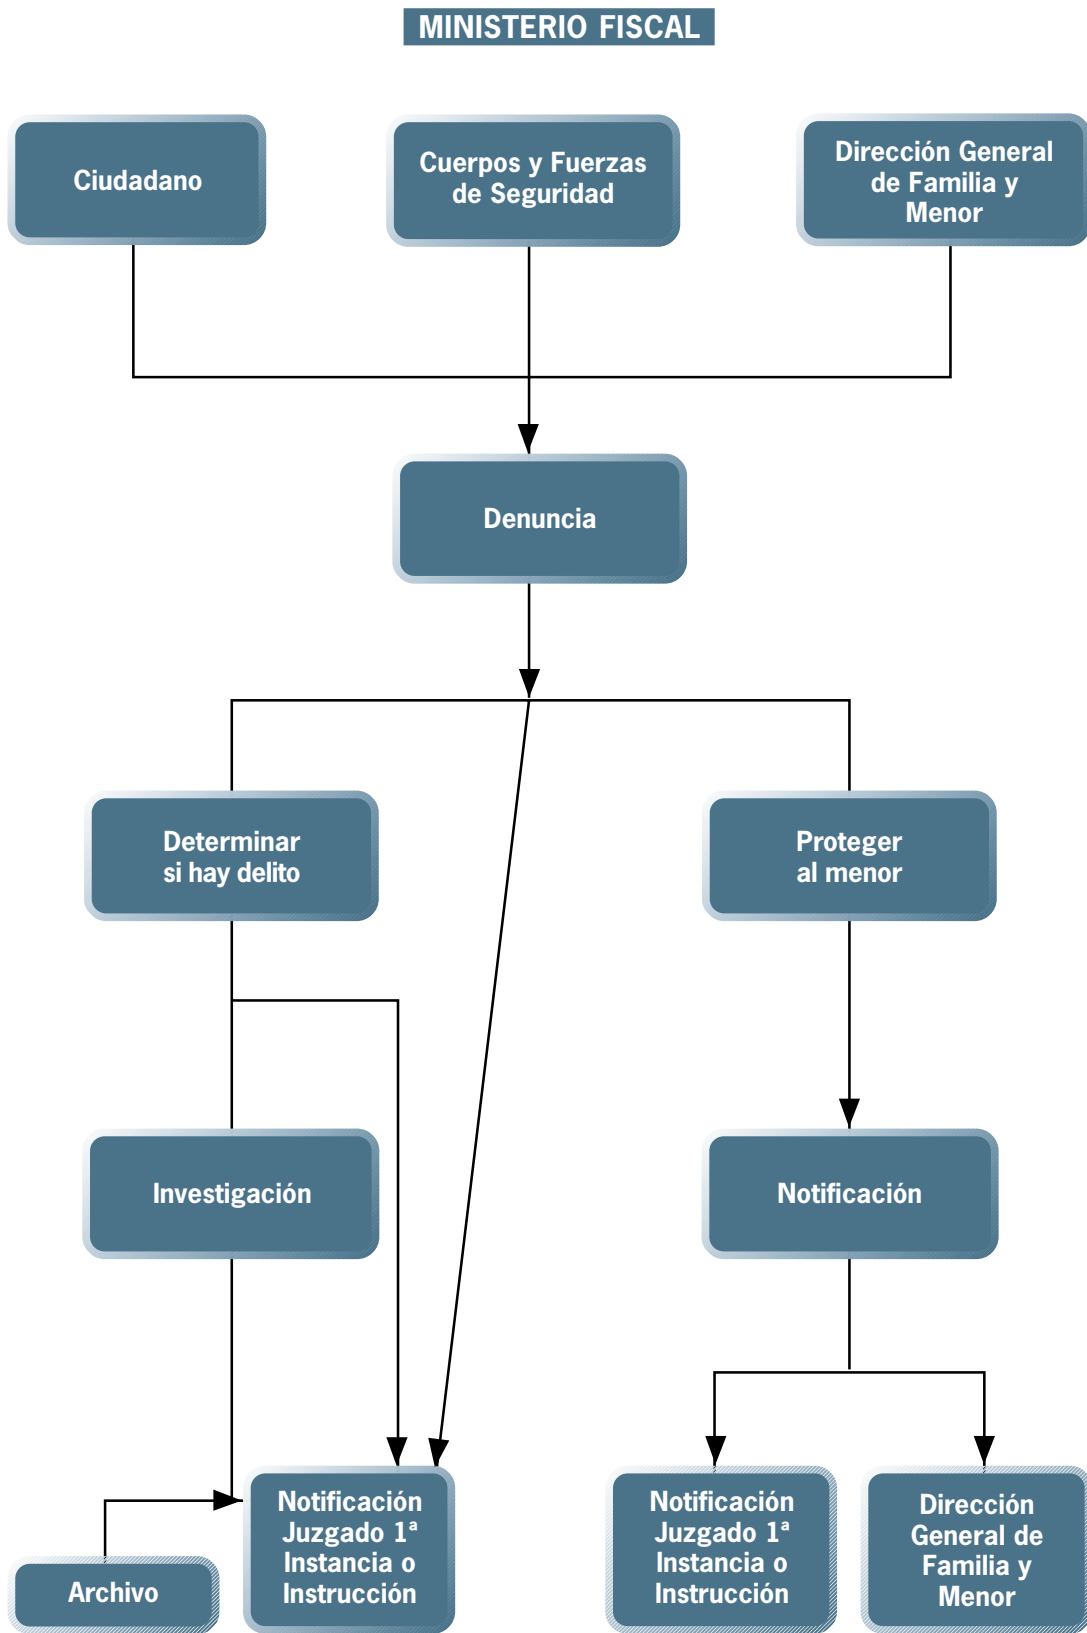 MINISTERIO FISCAL
Ciudadano
Cuerpos y Fuerzas
de Seguridad
Dirección General
de Familia y
Menor
Denuncia
Determinar
si hay delito
Proteger
al menor
Investigación
Notificación
Archivo
Notificación
Juzgado 1ª
Instancia o
Instrucción
Notificación
Juzgado 1ª
Instancia o
Instrucción
Dirección
General de
Familia y
Menor